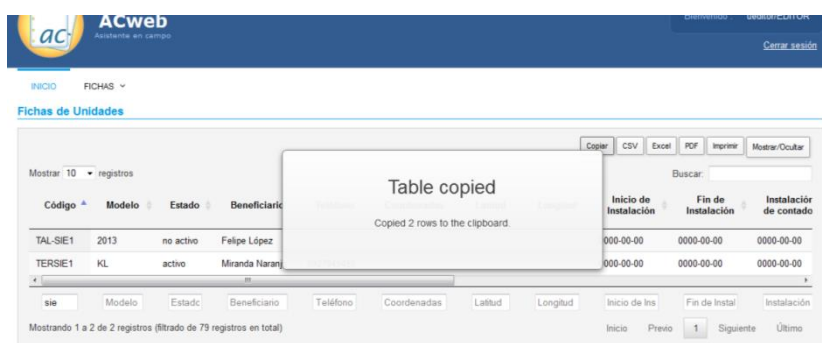 ac
ACweb
Asistente en campo
Bienvenido : ueditor/EDITOR
Cerrar sesión
INICIO FICHAS
Fichas de Unidades
Copiar CSV Excel PDF Imprimir Mostrar/Ocultar
Mostrar 10 registros Buscar:
Código Modelo Estado Beneficiario Inicio de Instalación Fin de Instalación Instalación de contado
TAL-SIE1 2013 no activo Felipe López 0000-00-00 0000-00-00 0000-00-00
TERSIE1 KL activo Miranda Naranj 000-00-00 0000-00-00 0000-00-00
Table copied
Copied 2 rows to the clipboard.
sie Modelo Estado Beneficiario Teléfono Coordenadas Latitud Longitud Inicio de Ins Fin de Instal Instalación
Mostrando 1 a 2 de 2 registros (filtrado de 79 registros en total) Inicio Previo 1 Siguiente Último